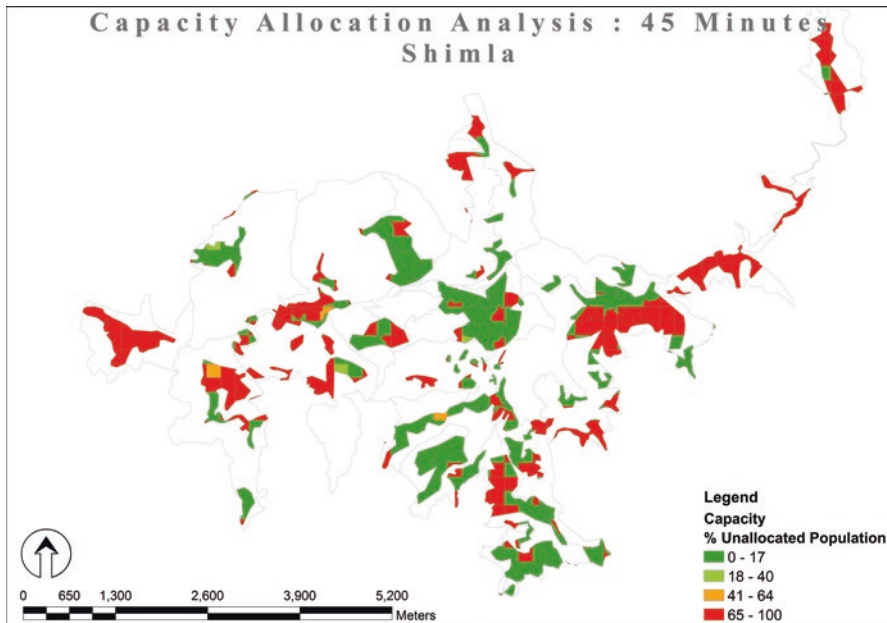 Capacity Allocation Analysis : 45 Minutes
Shimla
Legend
Capacity
% Unallocated Population
0 - 17
18 - 40
41 - 64
65 - 100
0 650 1,300 2,600 3,900 5,200
Meters